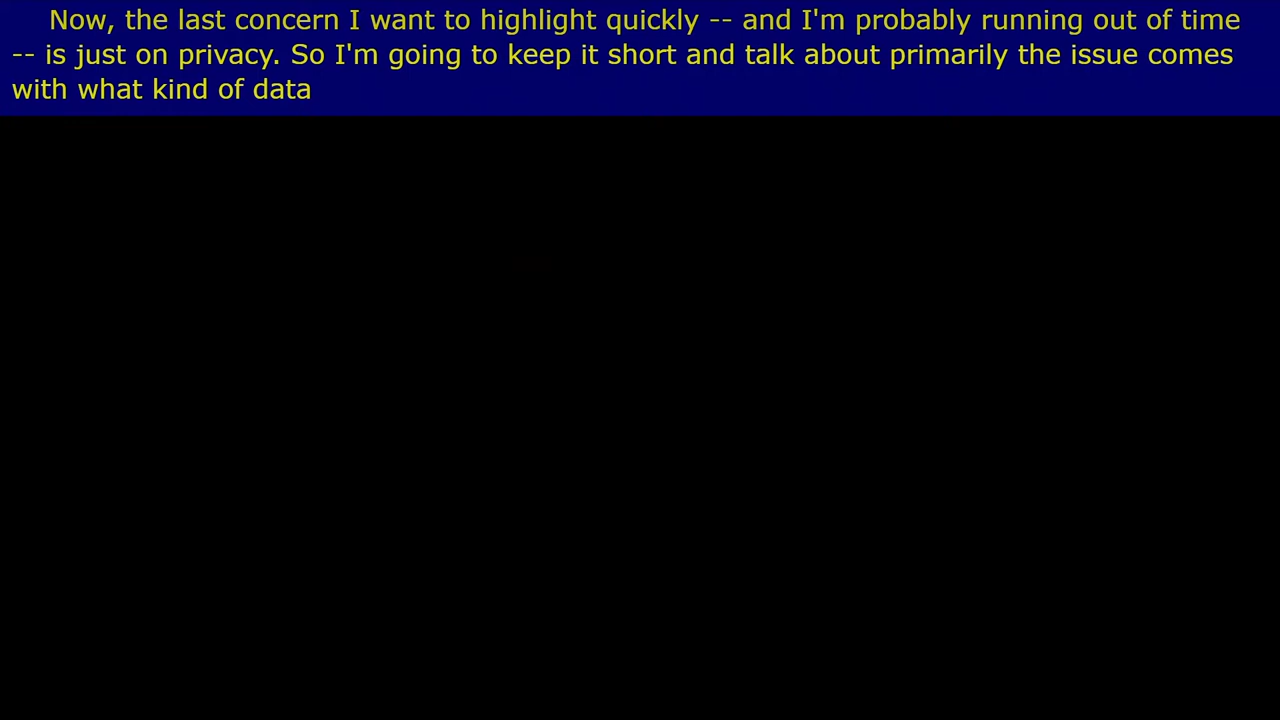 Now, the last concern I want to highlight quickly -- and I'm probably running out of time
-- is just on privacy. So I'm going to keep it short and talk about primarily the issue comes
with what kind of data